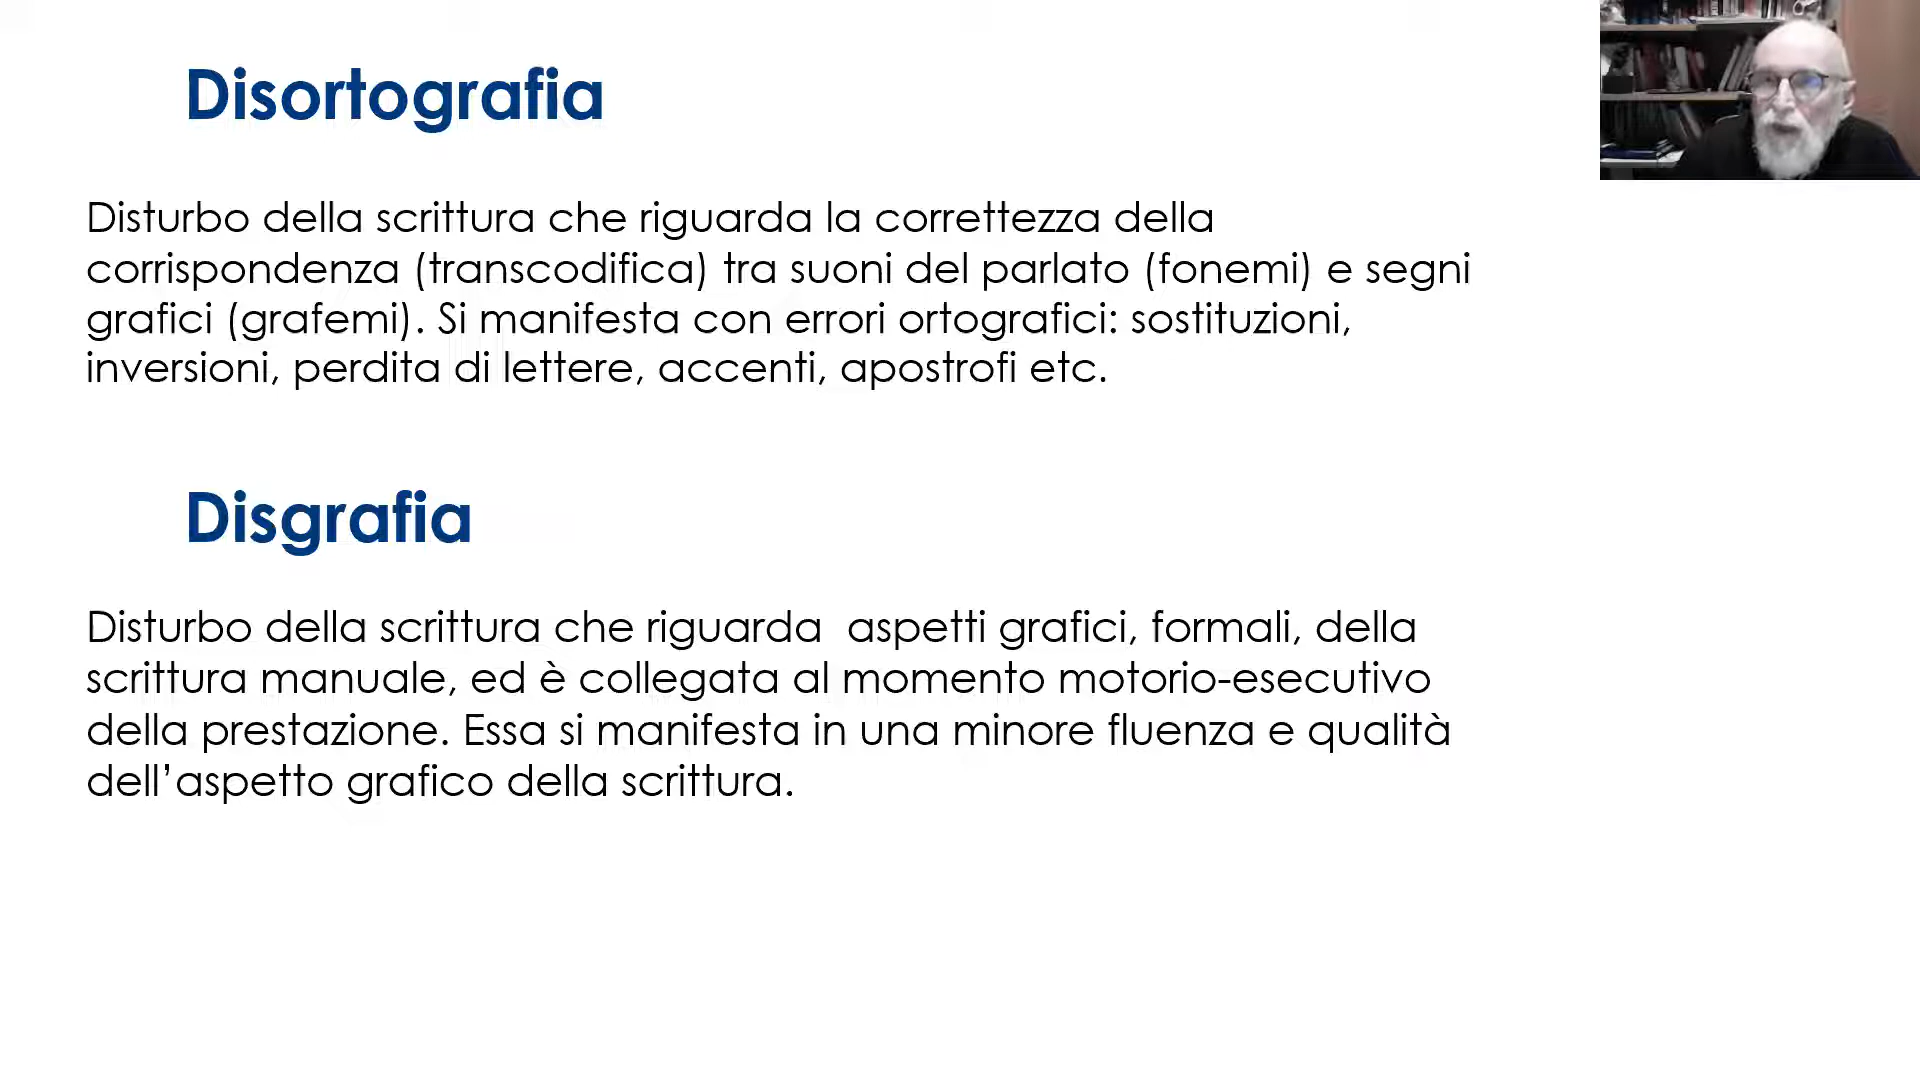 Disortografia
Disturbo della scrittura che riguarda la correttezza della
corrispondenza (transcodifica) tra suoni del parlato (fonemi) e segni
grafici (grafemi). Si manifesta con errori ortografici: sostituzioni,
inversioni, perdita di lettere, accenti, apostrofi etc.
Disgrafia
Disturbo della scrittura che riguarda  aspetti grafici, formali, della
scrittura manuale, ed è collegata al momento motorio-esecutivo
della prestazione. Essa si manifesta in una minore fluenza e qualità
dell’aspetto grafico della scrittura.